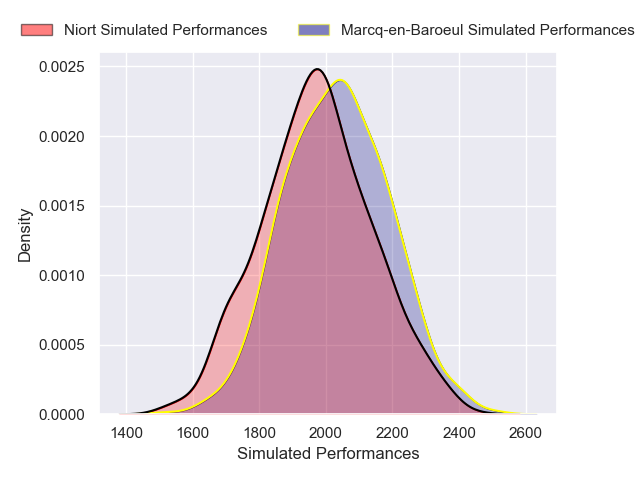 Niort Simulated Performances Marcq-en-Baroeul Simulated Performances
0.0025
0.0020
0.0015
0.0010
0.0005
0.0000
Density
1400 1600 1800 2000 2200 2400 2600
Simulated Performances